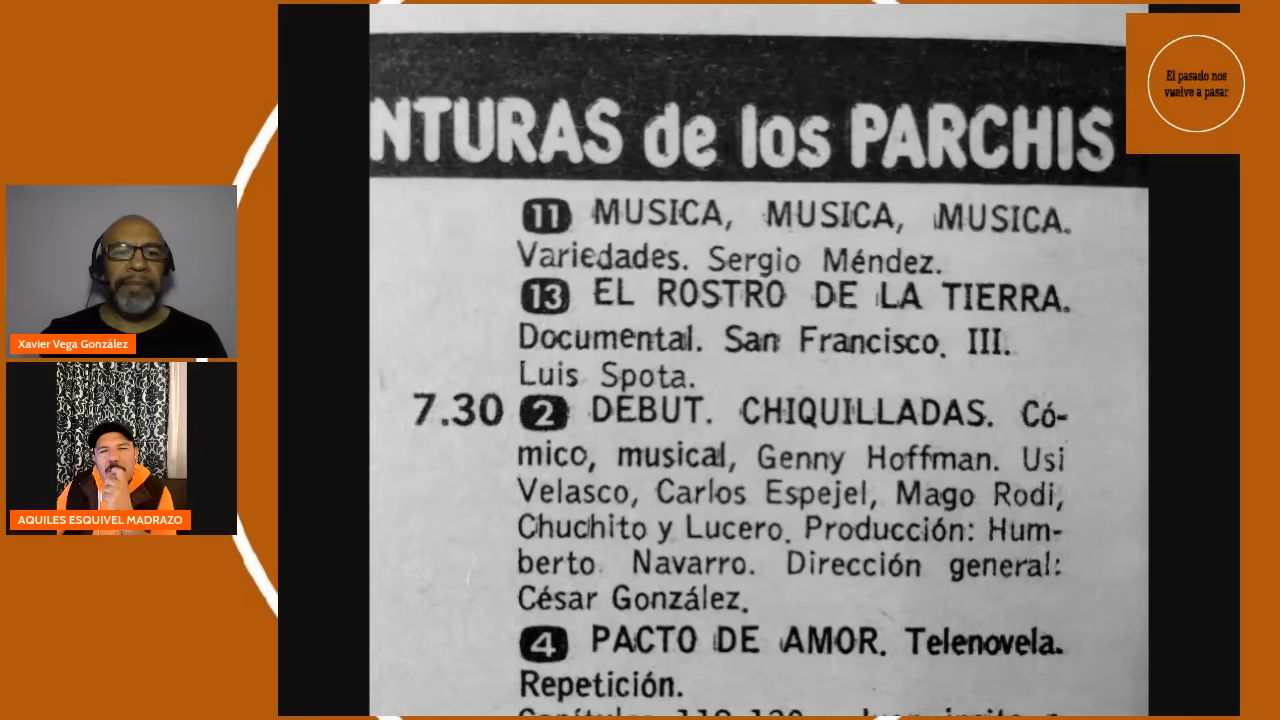 NTURAS de los PARCHIS
El pasado nos
vuelve a pasar
11 MUSICA, MUSICA, MUSICA.
Variedades. Sergio Méndez.
13 EL ROSTRO DE LA TIERRA.
Documental. San Francisco. III.
Luis Spota.
7.30 2 DEBUT. CHIQUILLADAS. Có-
mico, musical, Genny Hoffman. Usi
Velasco, Carlos Espejel, Mago Rodi,
Chuchito y Lucero. Producción: Hum-
berto Navarro. Dirección general:
César González.
4 PACTO DE AMOR. Telenovela.
Repetición.
Xavier Vega González
AQUILES ESQUIVEL MADRAZO